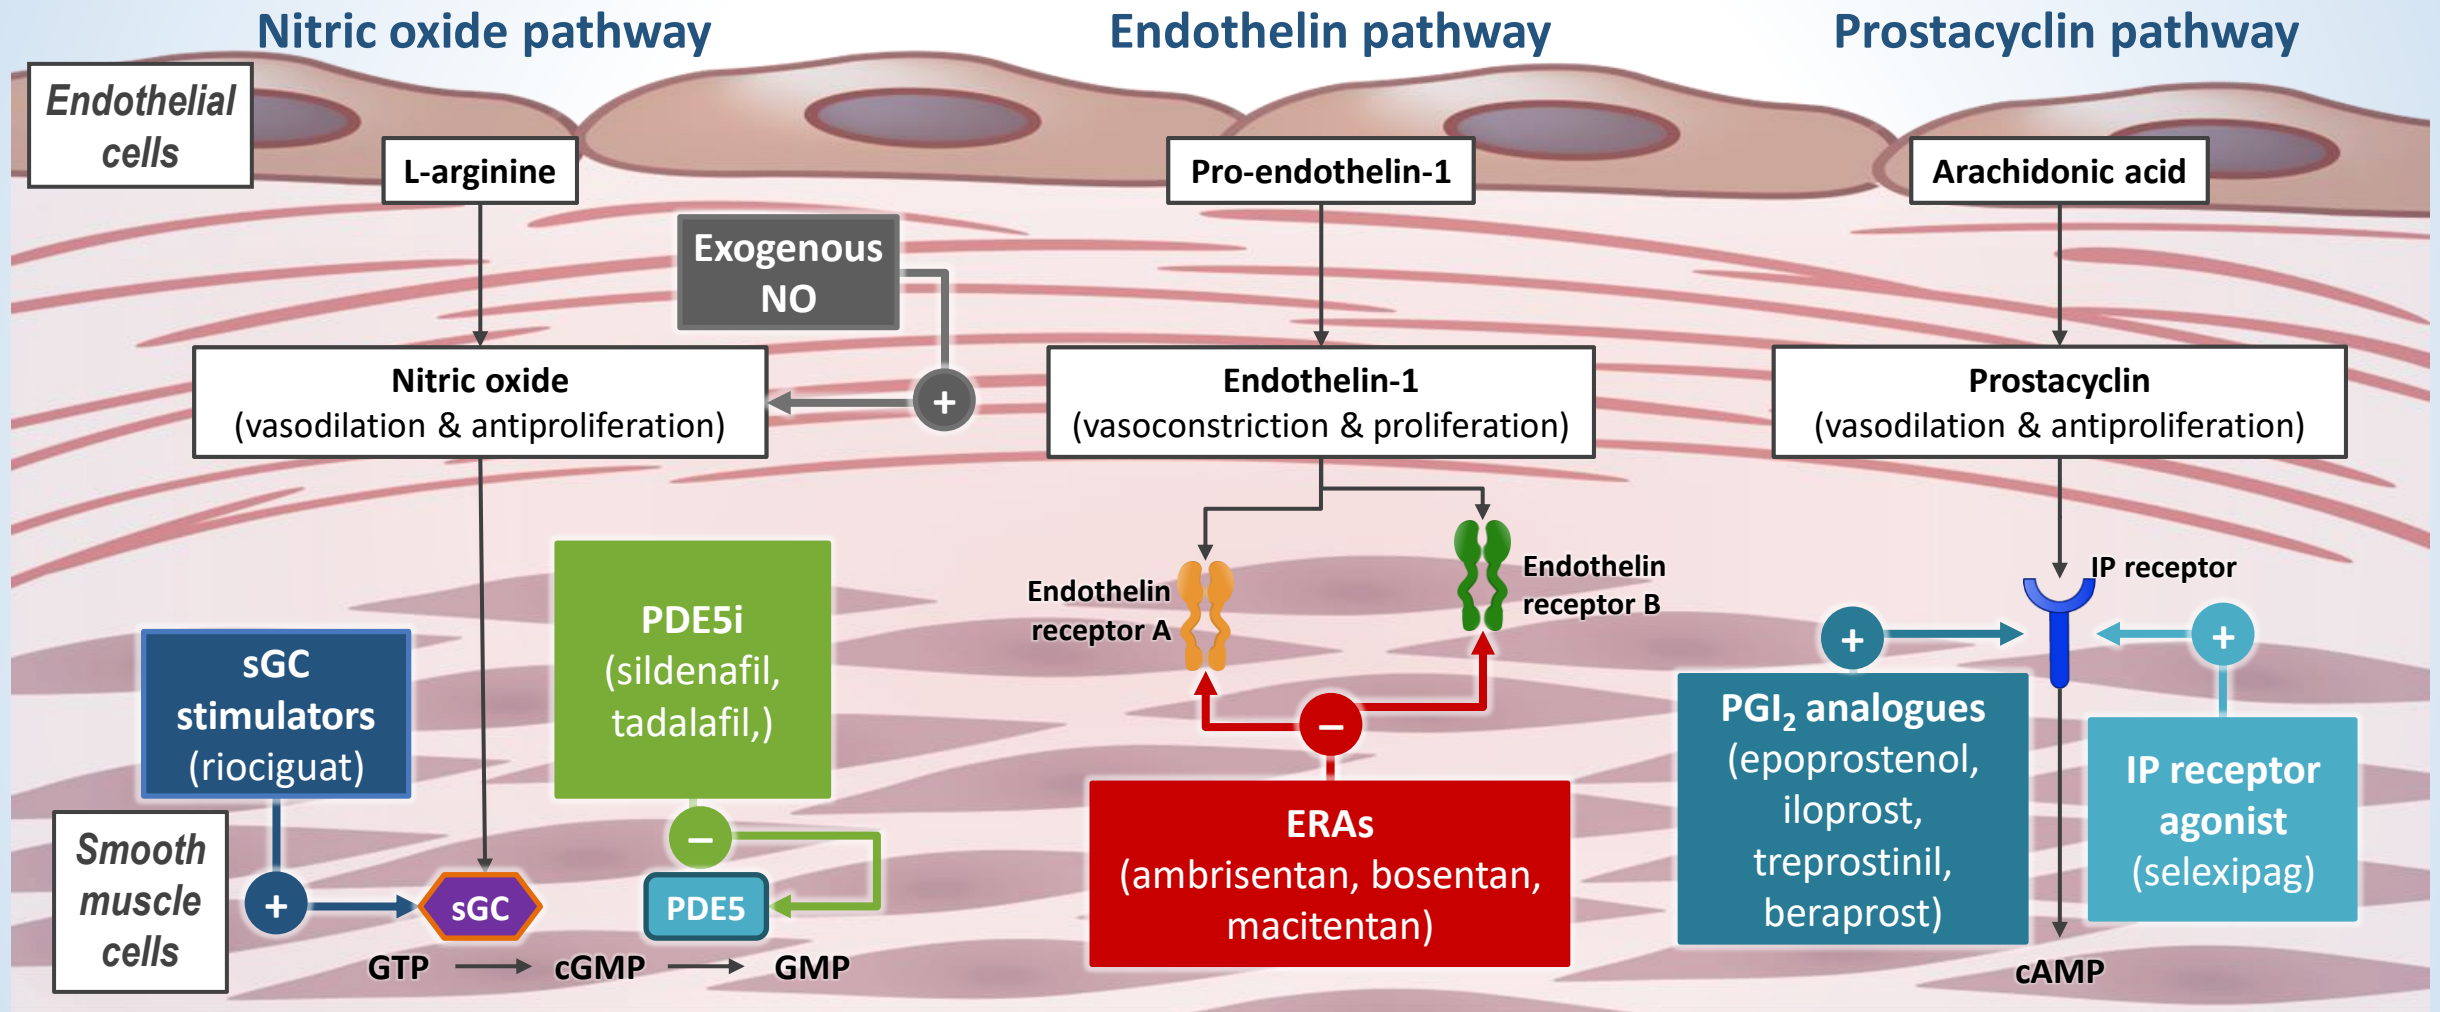 Nitric oxide pathway
Endothelin pathway
Prostacyclin pathway
Endothelial
cells
L-arginine
Pro-endothelin-1
Arachidonic acid
Exogenous
NO
Nitric oxide
(vasodilation & antiproliferation)
+
Endothelin-1
(vasoconstriction & proliferation)
Prostacyclin
(vasodilation & antiproliferation)
sGC
stimulators
(riociguat)
PDE5i
(sildenafil,
tadalafil,)
Endothelin
receptor A
Endothelin
receptor B
IP receptor
+
+
–
PGI₂ analogues
(epoprostenol,
iloprost,
treprostinil,
beraprost)
IP receptor
agonist
(selexipag)
ERAs
(ambrisentan, bosentan,
macitentan)
Smooth
muscle
cells
+
–
sGC
PDE5
GTP
cGMP
GMP
cAMP